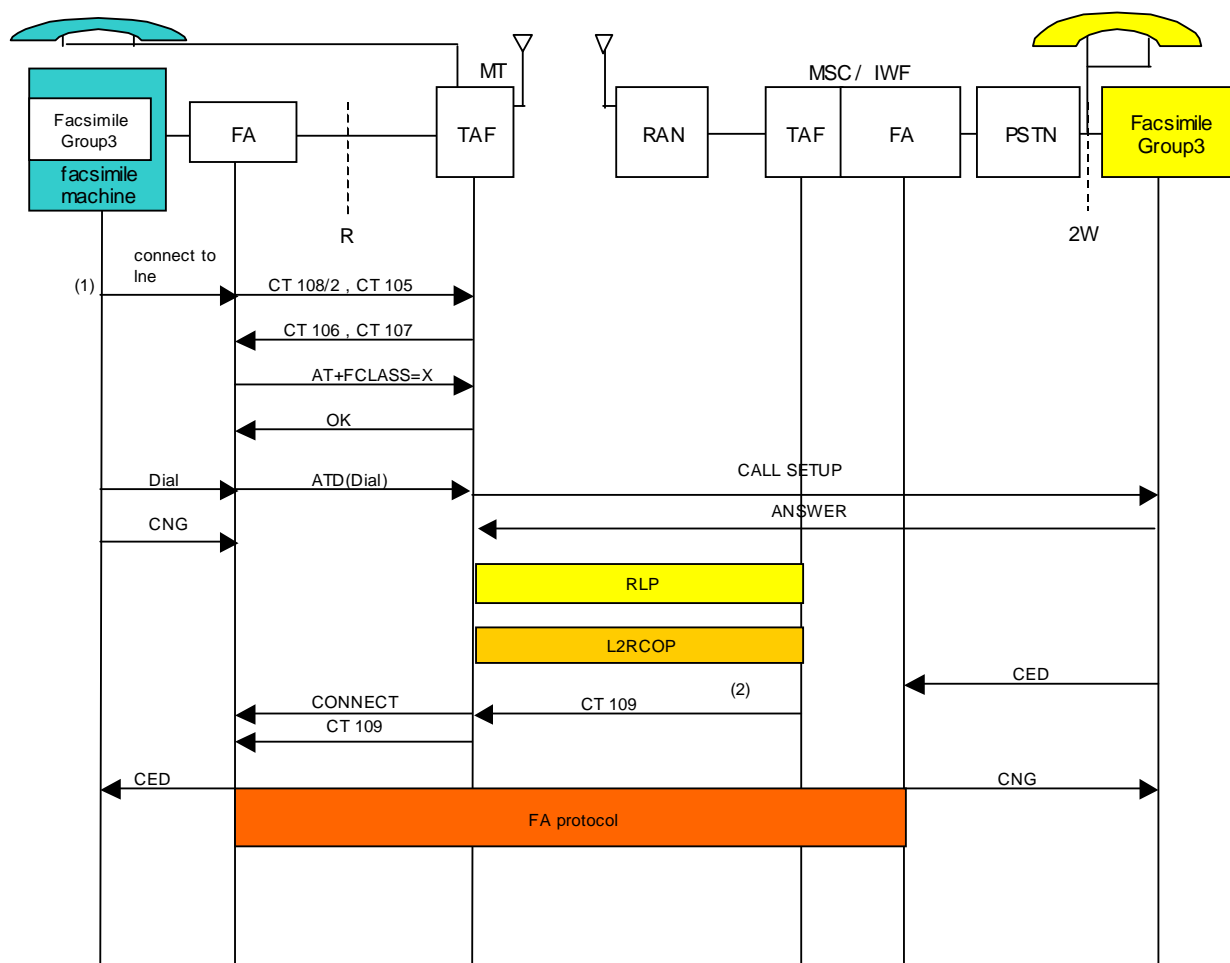 MT
MSC/ IWF
Facsimile
Group3
facsimile
machine
FA
TAF
RAN
TAF
FA
PSTN
Facsimile
Group3
R
2W
connect to
lne
(1)
CT 108/2 , CT 105
CT 106 , CT 107
AT+FCLASS=X
OK
Dial
ATD(Dial)
CALL SETUP
ANSWER
CNG
RLP
L2RCOP
CED
(2)
CONNECT
CT 109
CT 109
CED
CNG
FA protocol